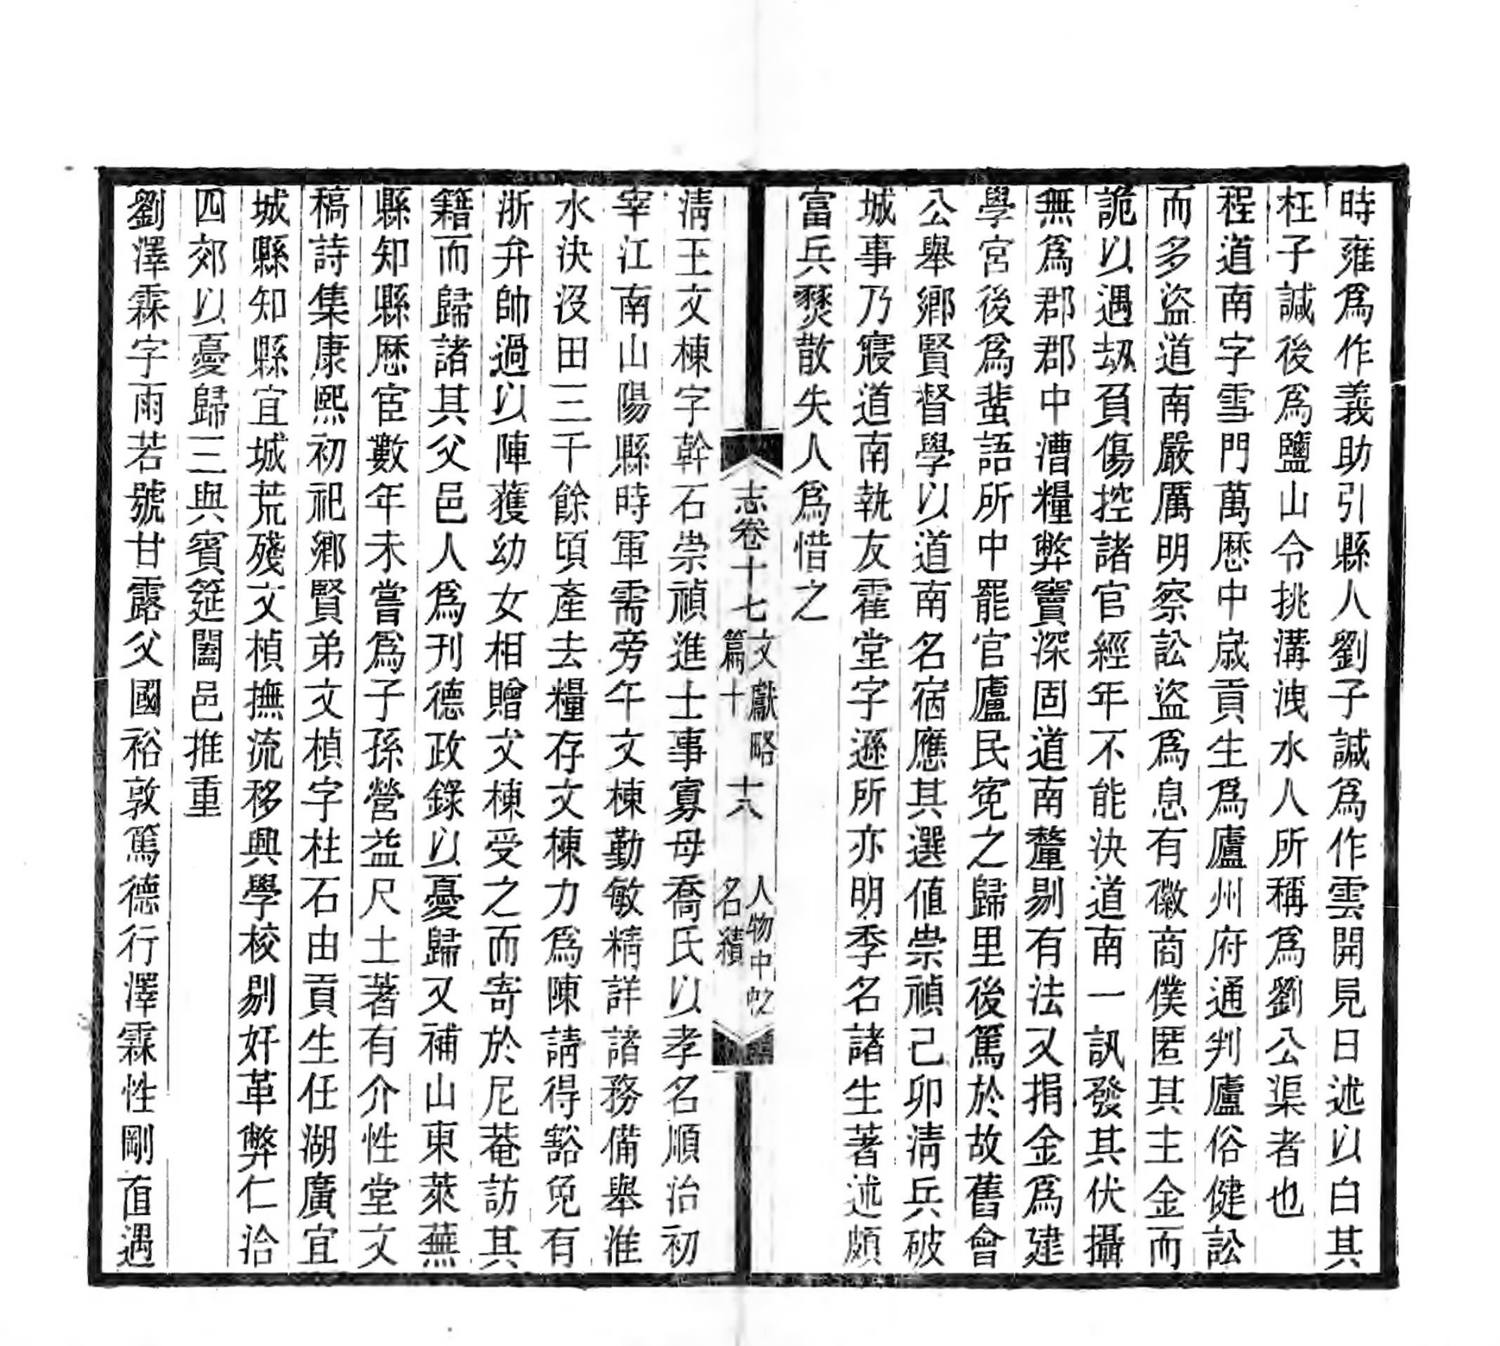 時雍爲作義助引縣人劉子諴爲作雲開見日述以白其
枉子諴後爲鹽山令挑溝洩水人所稱爲劉公渠者也
程道南字雪門萬歷中歲貢生爲廬州府通判廬俗健訟
而多盜道南嚴厲明察訟盜爲息有徽商僕匿其主金而
詭以遇刼負傷控諸官經年不能決道南一訊發其伏攝
無爲郡郡中漕糧弊竇深固道南釐剔有法又捐金爲建
學宮後爲蜚語所中罷官廬民寃之歸里後篤於故舊會
公舉鄉賢督學以道南名宿應其選値崇禎己卯淸兵破
城事乃寢道南執友霍堂字遜所亦明季名諸生著述頗
富兵燹散失人爲惜之
志卷十七 文獻略篇十 十六 人物中之名績
淸王文棟字幹石崇禎進士事寡母喬氏以孝名順治初
宰江南山陽縣時軍需旁午文棟勤敏精詳諸務備舉淮
水決沒田三千餘頃產去糧存文棟力爲陳請得豁免有
浙弁帥過以陣獲幼女相贈文棟受之而寄於尼菴訪其
籍而歸諸其父邑人爲刊德政錄以憂歸又補山東萊蕪
縣知縣歷宦數年未嘗爲子孫營益尺土著有介性堂文
稿詩集康熙初祀鄉賢弟文楨字柱石由貢生任湖廣宜
城縣知縣宜城荒殘文楨撫流移興學校剔奸革弊仁洽
四郊以憂歸三與賓筵闔邑推重
劉澤霖字雨若號甘露父國裕敦篤德行澤霖性剛直遇